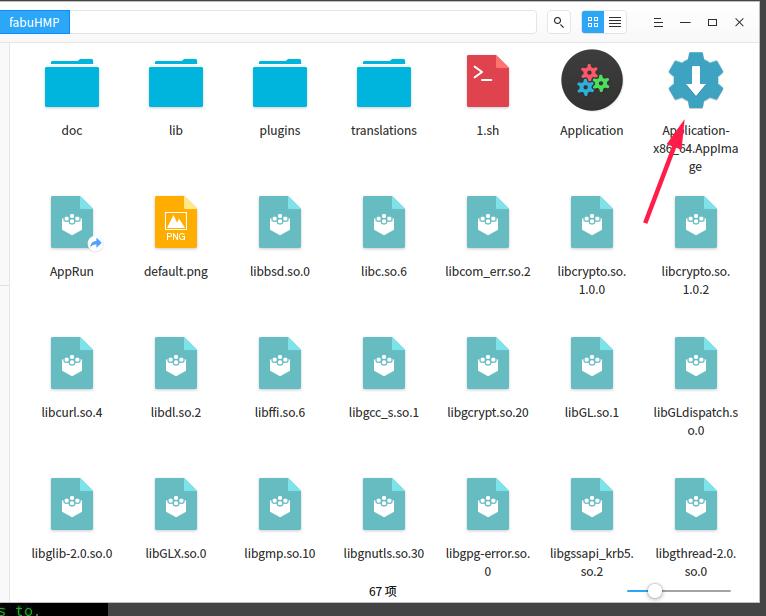 fabuHMP
doc
lib
plugins
translations
1.sh
Application
Application-
x86_64.AppIma
ge
AppRun
PNG
default.png
libbsd.so.0
libc.so.6
libcom_err.so.2
libcrypto.so.
1.0.0
libcrypto.so.
1.0.2
libcurl.so.4
libdl.so.2
libffi.so.6
libgcc_s.so.1
libgcrypt.so.20
libGL.so.1
libGLdispatch.s
o.0
libglib-2.0.so.0
libGLX.so.0
libgmp.so.10
libgnutls.so.30
libgpg-error.so.
0
libgssapi_krb5.
so.2
libgthread-2.0.
so.0
67 项
s to.